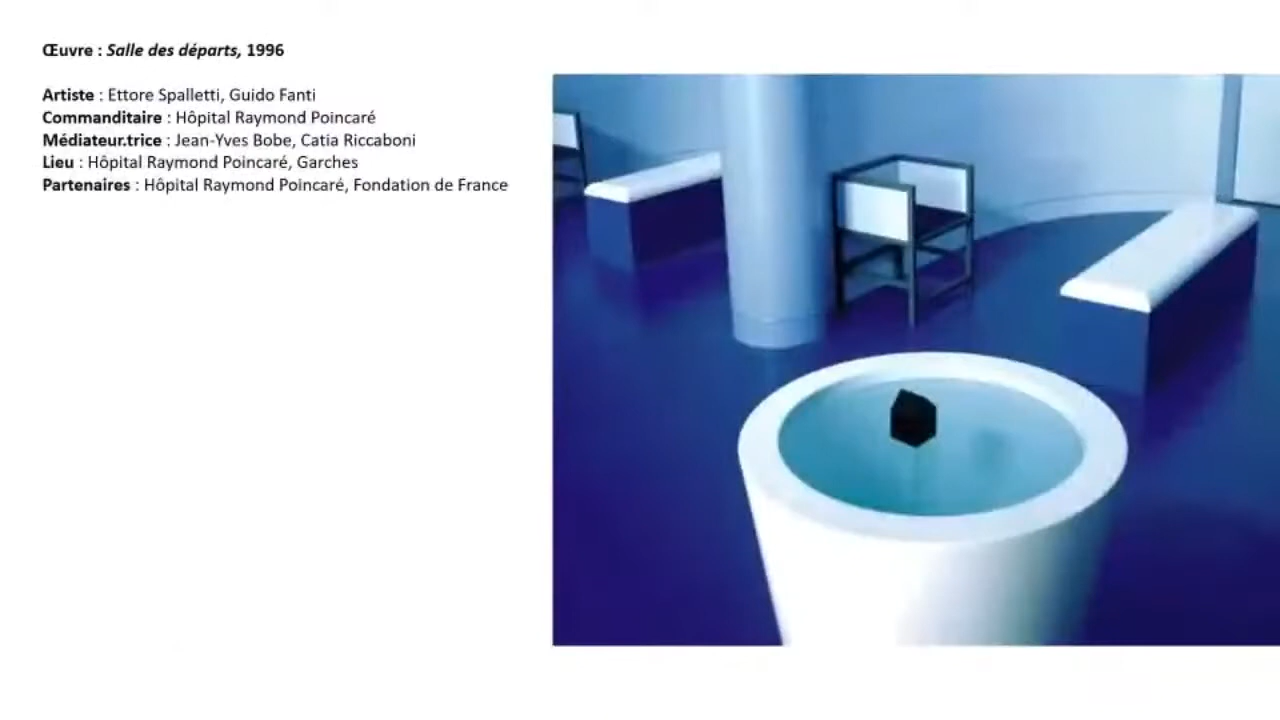 Œuvre : Salle des départs, 1996
Artiste : Ettore Spalletti, Guido Fanti
Commanditaire : Hôpital Raymond Poincaré
Médiateur.trice : Jean-Yves Bobe, Catia Riccaboni
Lieu : Hôpital Raymond Poincaré, Garches
Partenaires : Hôpital Raymond Poincaré, Fondation de France